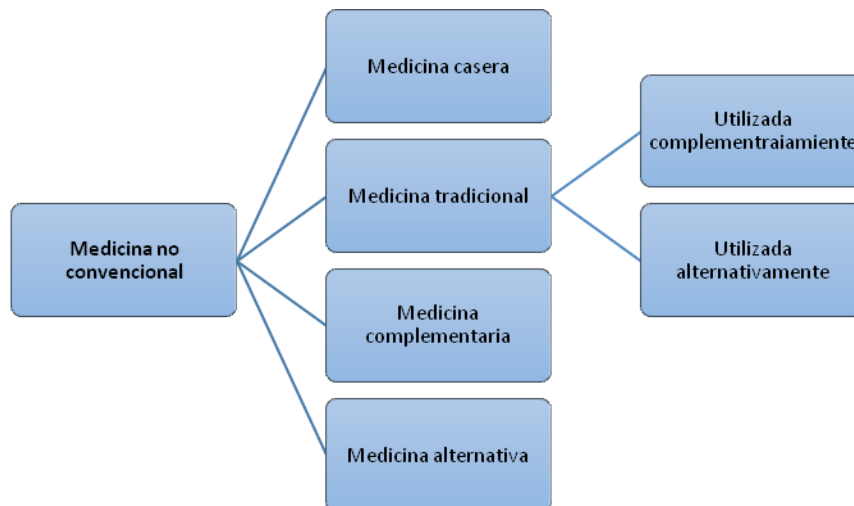 Medicina no
convencional
Medicina casera
Medicina tradicional
Medicina
complementaria
Medicina alternativa
Utilizada
complementraiamiente
Utilizada
alternativamente